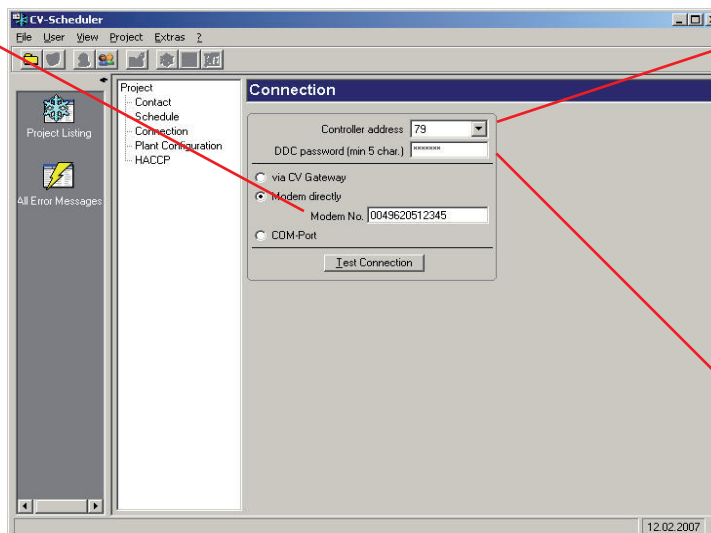 CV-Scheduler
File User View Project Extras ?
Project Listing
All Error Messages
Project
Contact
Schedule
Connection
Plant Configuration
HACCP
Connection
Controller address 79
DDC password (min 5 char.) *******
via CV Gateway
Modem directly
Modem No. 0049620512345
COM-Port
Test Connection
12.02.2007